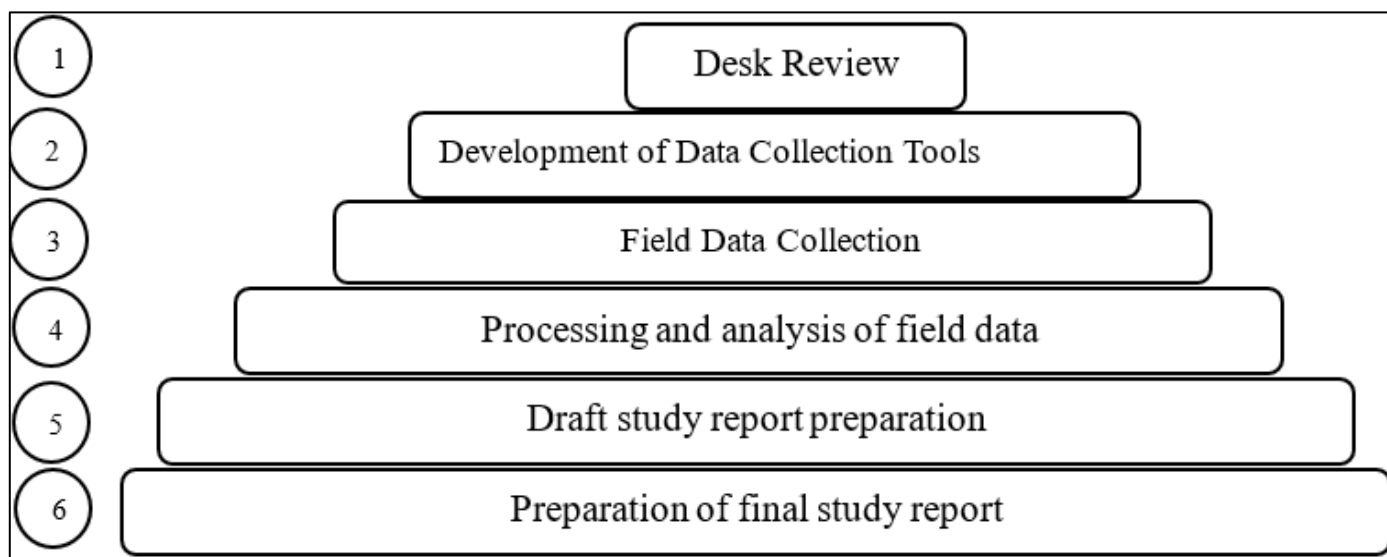 1
Desk Review
2
Development of Data Collection Tools
3
Field Data Collection
4
Processing and analysis of field data
5
Draft study report preparation
6
Preparation of final study report